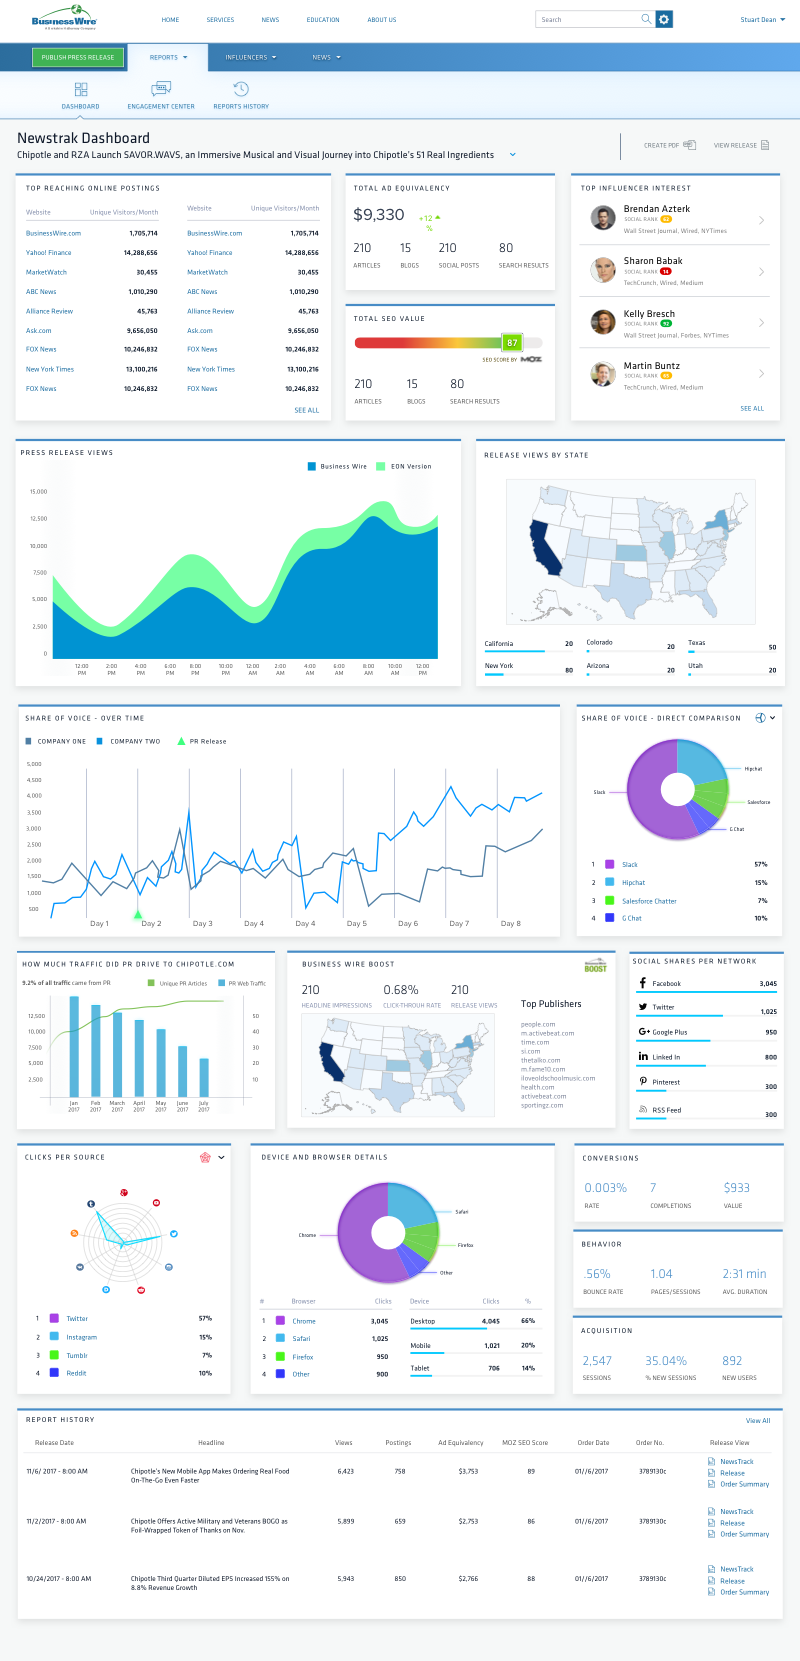 BusinessWire
A Berkshire Hathaway Company
HOME
SERVICES
NEWS
EDUCATION
ABOUT US
Search
Stuart Dean
PUBLISH PRESS RELEASE
REPORTS
INFLUENCERS
NEWS
DASHBOARD
ENGAGEMENT CENTER
REPORTS HISTORY
Newstrak Dashboard
Chipotle and RZA Launch SAVOR.WAVS, an Immersive Musical and Visual Journey into Chipotle's 51 Real Ingredients
CREATE PDF
VIEW RELEASE
TOP REACHING ONLINE POSTINGS
Website Unique Visitors/Month Website Unique Visitors/Month
BusinessWire.com 1,705,714 BusinessWire.com 1,705,714
Yahoo! Finance 14,288,656 Yahoo! Finance 14,288,656
MarketWatch 30,455 MarketWatch 30,455
ABC News 1,010,290 ABC News 1,010,290
Alliance Review 45,763 Alliance Review 45,763
Ask.com 9,656,050 Ask.com 9,656,050
FOX News 10,246,832 FOX News 10,246,832
New York Times 13,100,216 New York Times 13,100,216
FOX News 10,246,832 FOX News 10,246,832
SEE ALL
TOTAL AD EQUIVALENCY
$9,330
+12
%
210 15 210 80
ARTICLES BLOGS SOCIAL POSTS SEARCH RESULTS
TOTAL SEO VALUE
87
SEO SCORE BY MOZ
210 15 80
ARTICLES BLOGS SEARCH RESULTS
TOP INFLUENCER INTEREST
Brendan Azterk
SOCIAL RANK
Wall Street Journal, Wired, NYTimes
Sharon Babak
SOCIAL RANK 14
TechCrunch, Wired, Medium
Kelly Bresch
SOCIAL RANK 92
Wall Street Journal, Forbes, NYTimes
Martin Buntz
SOCIAL RANK
TechCrunch, Wired, Medium
SEE ALL
PRESS RELEASE VIEWS
Business Wire
EON Version
15,000
12,500
10,000
7,500
5,000
2,500
0
12:00 2:00 4:00 6:00 8:00 10:00 12:00 2:00 4:00 6:00 8:00 10:00 12:00
PM PM PM PM PM PM AM AM AM AM AM AM PM
RELEASE VIEWS BY STATE
California 20 Colorado 20 Texas 50
New York 80 Arizona 20 Utah 20
SHARE OF VOICE - OVER TIME
COMPANY ONE
COMPANY TWO
PR Release
5,000
4,500
4,000
3,500
3,000
2,500
2,000
1,500
1,000
500
Day 1 Day 2 Day 3 Day 4 Day 4 Day 5 Day 6 Day 7 Day 8
SHARE OF VOICE - DIRECT COMPARISON
Hipchat
Slack
Salesforce
G Chat
1 Slack 57%
2 Hipchat 15%
3 Salesforce Chatter 7%
4 G Chat 10%
HOW MUCH TRAFFIC DID PR DRIVE TO CHIPOTLE.COM
9.2% of all traffic came from PR
Unique PR Articles
PR Web Traffic
12,500 50
10,000 40
7,500 30
5,000 20
2,500 10
Jan Feb March April May June July
2017 2017 2017 2017 2017 2017 2017
BUSINESS WIRE BOOST
BusinessWire
BOOST
210 0.68% 210
HEADLINE IMPRESSIONS CLICK-THROUH RATE RELEASE VIEWS
Top Publishers
people.com
m.activebeat.com
time.com
si.com
thetalko.com
m.fame10.com
iloveoldschoolmusic.com
health.com
activebeat.com
sportingz.com
SOCIAL SHARES PER NETWORK
Facebook 3,045
Twitter 1,025
G+ Google Plus 950
in Linked In 800
Pinterest 300
RSS Feed 300
CLICKS PER SOURCE
1 Twitter 57%
2 Instagram 15%
3 Tumblr 7%
4 Reddit 10%
DEVICE AND BROWSER DETAILS
Safari
Chrome
Firefox
Other
# Browser Clicks
1 Chrome 3,045
2 Safari 1,025
3 Firefox 950
4 Other 900
Device Clicks %
Desktop 4,045 66%
Mobile 1,021 20%
Tablet 706 14%
CONVERSIONS
0.003% 7 $933
RATE COMPLETIONS VALUE
BEHAVIOR
.56% 1.04 2:31 min
BOUNCE RATE PAGES/SESSIONS AVG. DURATION
ACQUISITION
2,547 35.04% 892
SESSIONS % NEW SESSIONS NEW USERS
REPORT HISTORY
View All
Release Date Headline Views Postings Ad Equivalency MOZ SEO Score Order Date Order No. Release View
11/6/ 2017 - 8:00 AM Chipotle's New Mobile App Makes Ordering Real Food 6,423 758 $3,753 89 01//6/2017 3789130c NewsTrack
On-The-Go Even Faster Release
Order Summary
11/2/2017 - 8:00 AM Chipotle Offers Active Military and Veterans BOGO as 5,899 659 $2,753 86 01//6/2017 3789130c NewsTrack
Foil-Wrapped Token of Thanks on Nov. Release
Order Summary
10/24/2017 - 8:00 AM Chipotle Third Quarter Diluted EPS Increased 155% on 5,943 850 $2,766 88 01//6/2017 3789130c NewsTrack
8.8% Revenue Growth Release
Order Summary